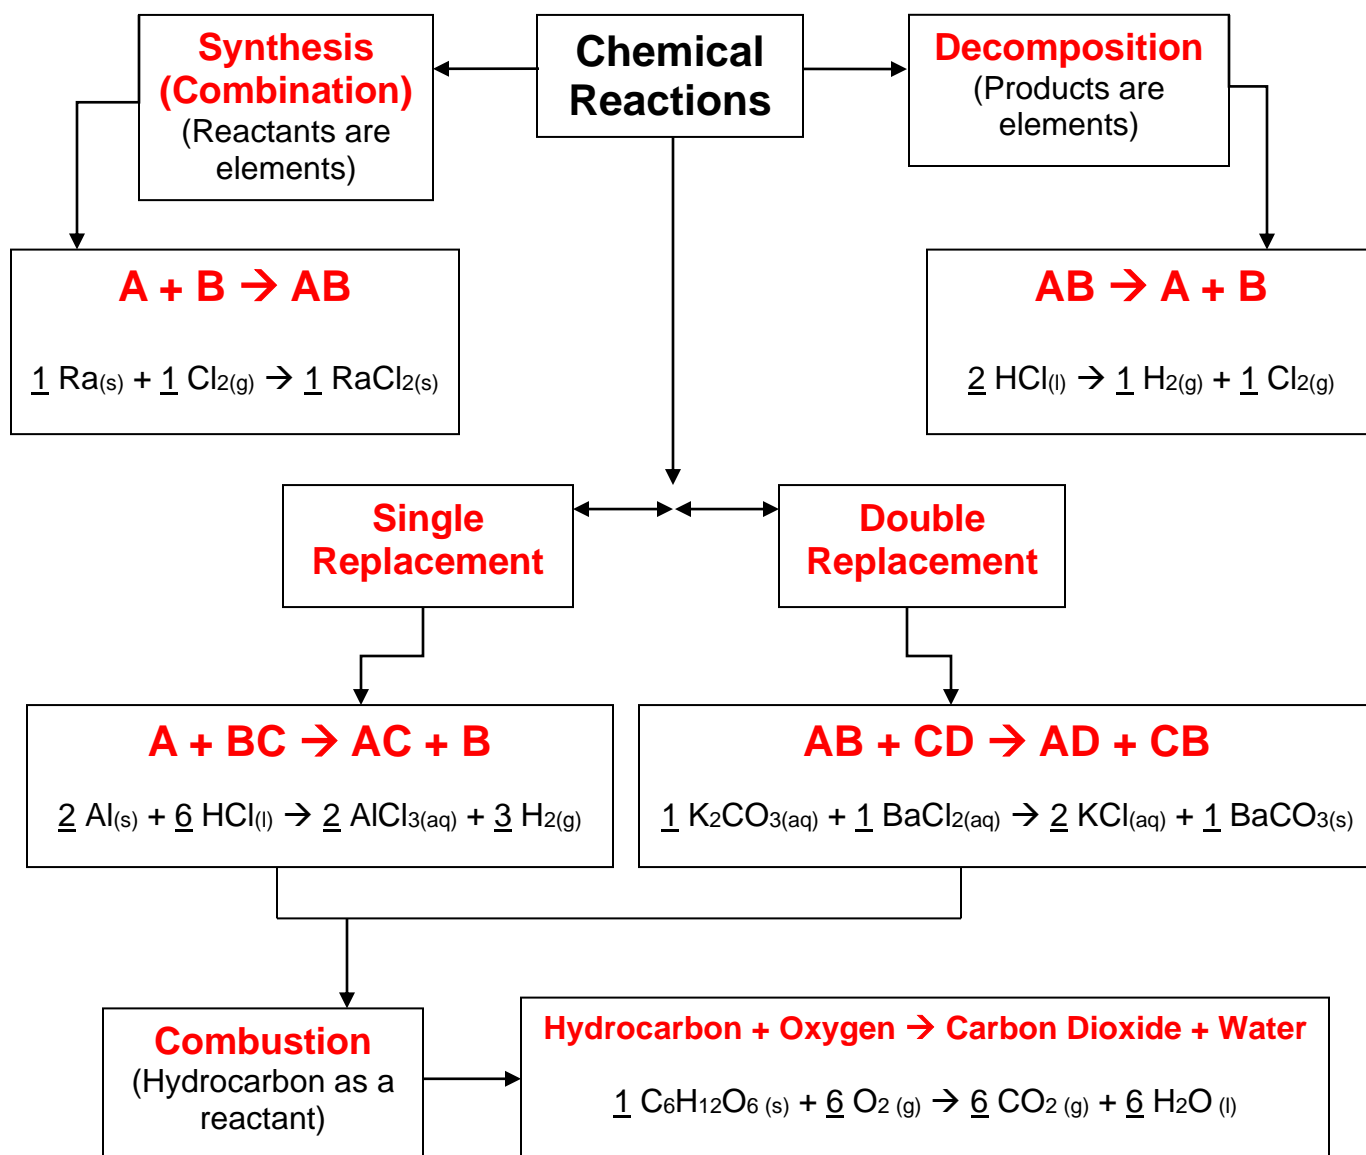 Synthesis
(Combination)
(Reactants are
elements)
Chemical
Reactions
Decomposition
(Products are
elements)
A + B → AB
1 Ra(s) + 1 Cl2(g) → 1 RaCl2(s)
AB → A + B
2 HCl(l) → 1 H2(g) + 1 Cl2(g)
Single
Replacement
Double
Replacement
A + BC → AC + B
2 Al(s) + 6 HCl(l) → 2 AlCl3(aq) + 3 H2(g)
AB + CD → AD + CB
1 K2CO3(aq) + 1 BaCl2(aq) → 2 KCl(aq) + 1 BaCO3(s)
Combustion
(Hydrocarbon as a
reactant)
Hydrocarbon + Oxygen → Carbon Dioxide + Water
1 C6H12O6 (s) + 6 O2 (g) → 6 CO2 (g) + 6 H2O (l)